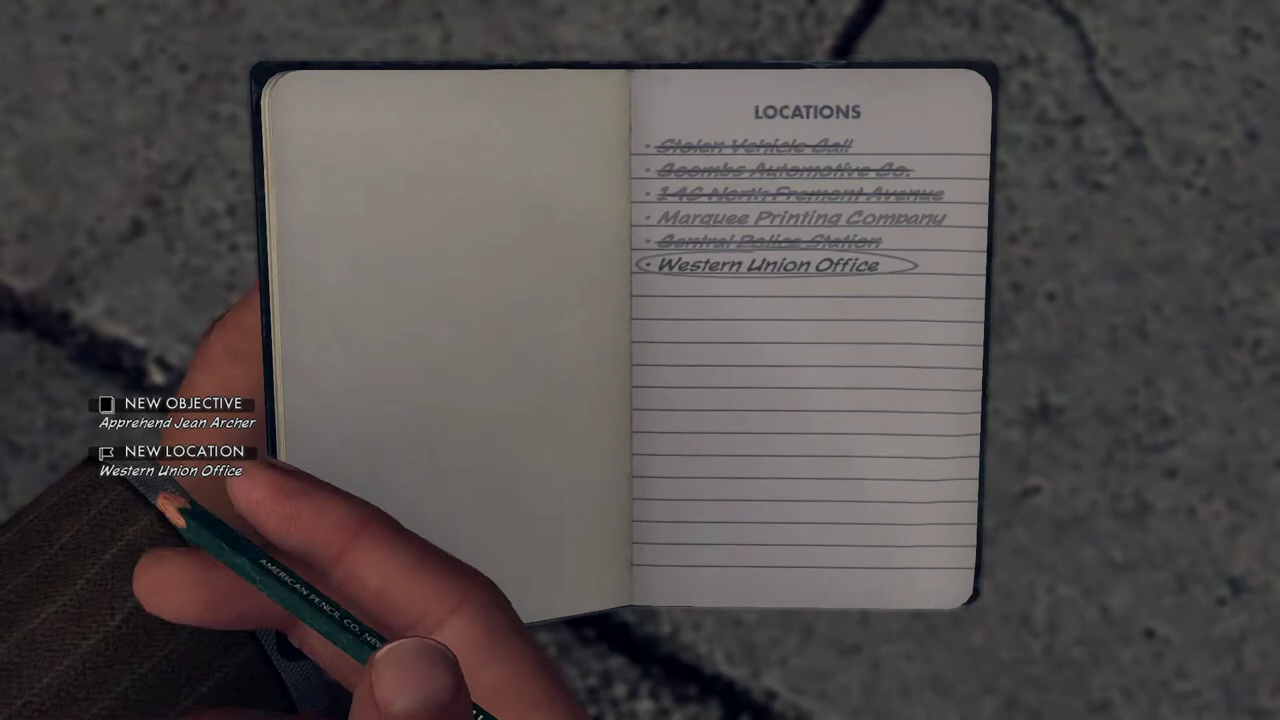 LOCATIONS
· Stolen Vehicle Call
· Coombs Automotive Co.
· 146 North Fremont Avenue
· Marquee Printing Company
· Central Police Station
· Western Union Office
NEW OBJECTIVE
Apprehend Jean Archer
NEW LOCATION
Western Union Office
AMERICAN PENCIL CO. NEW